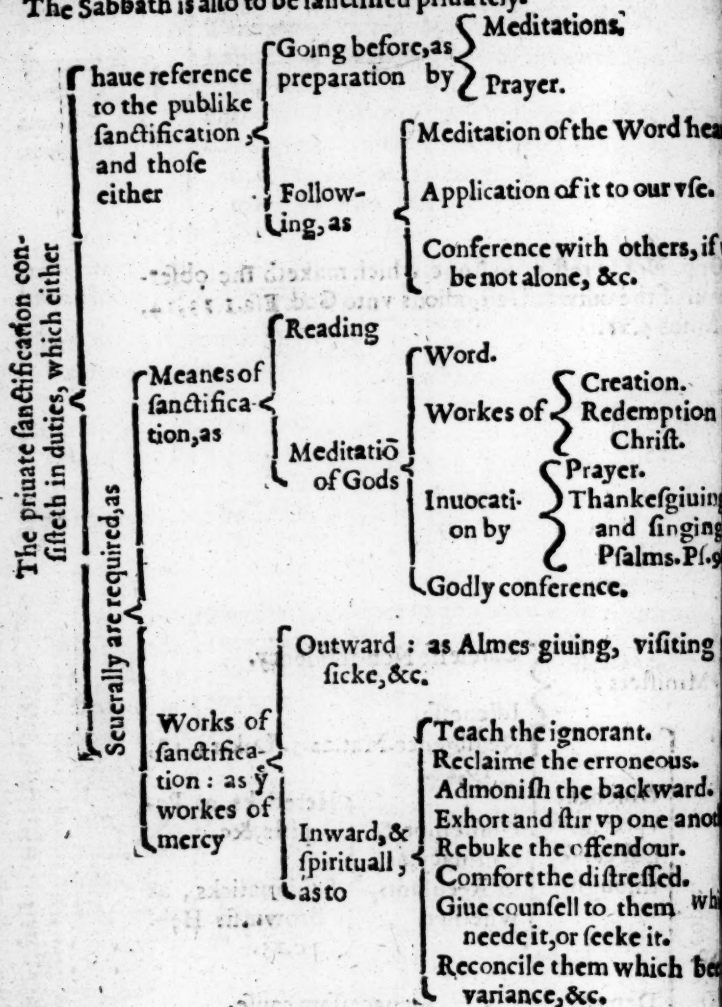 The Sabbath is also to be sanctified priuately.
The priuate ſanctification con-
ſiſteth in duties, which either
haue reference
to the publike
ſanctification,
and thoſe
either
Going before, as
preparation by
Meditations.
Prayer.
Follow-
ing, as
Meditation of the Word hea
Application of it to our vſe.
Conference with others, if
be not alone, &c.
Seuerally are required, as
Meanes of
ſanctifica-
tion, as
Reading
Meditatiō
of Gods
Word.
Workes of
Creation.
Redemption
Chriſt.
Inuocati-
on by
Prayer.
Thankeſgiuing
and ſinging
Pſalms. Pſ. 9
Godly conference.
Works of
ſanctifica-
tion : as ẙ
workes of
mercy
Outward : as Almes giuing, viſiting
ſicke, &c.
Inward, &
ſpirituall,
as to
Teach the ignorant.
Reclaime the erroneous.
Admoniſh the backward.
Exhort and ſtir vp one anot
Rebuke the offendour.
Comfort the diſtreſſed.
Giue counſell to them whi
neede it, or ſeeke it.
Reconcile them which bee
variance, &c.